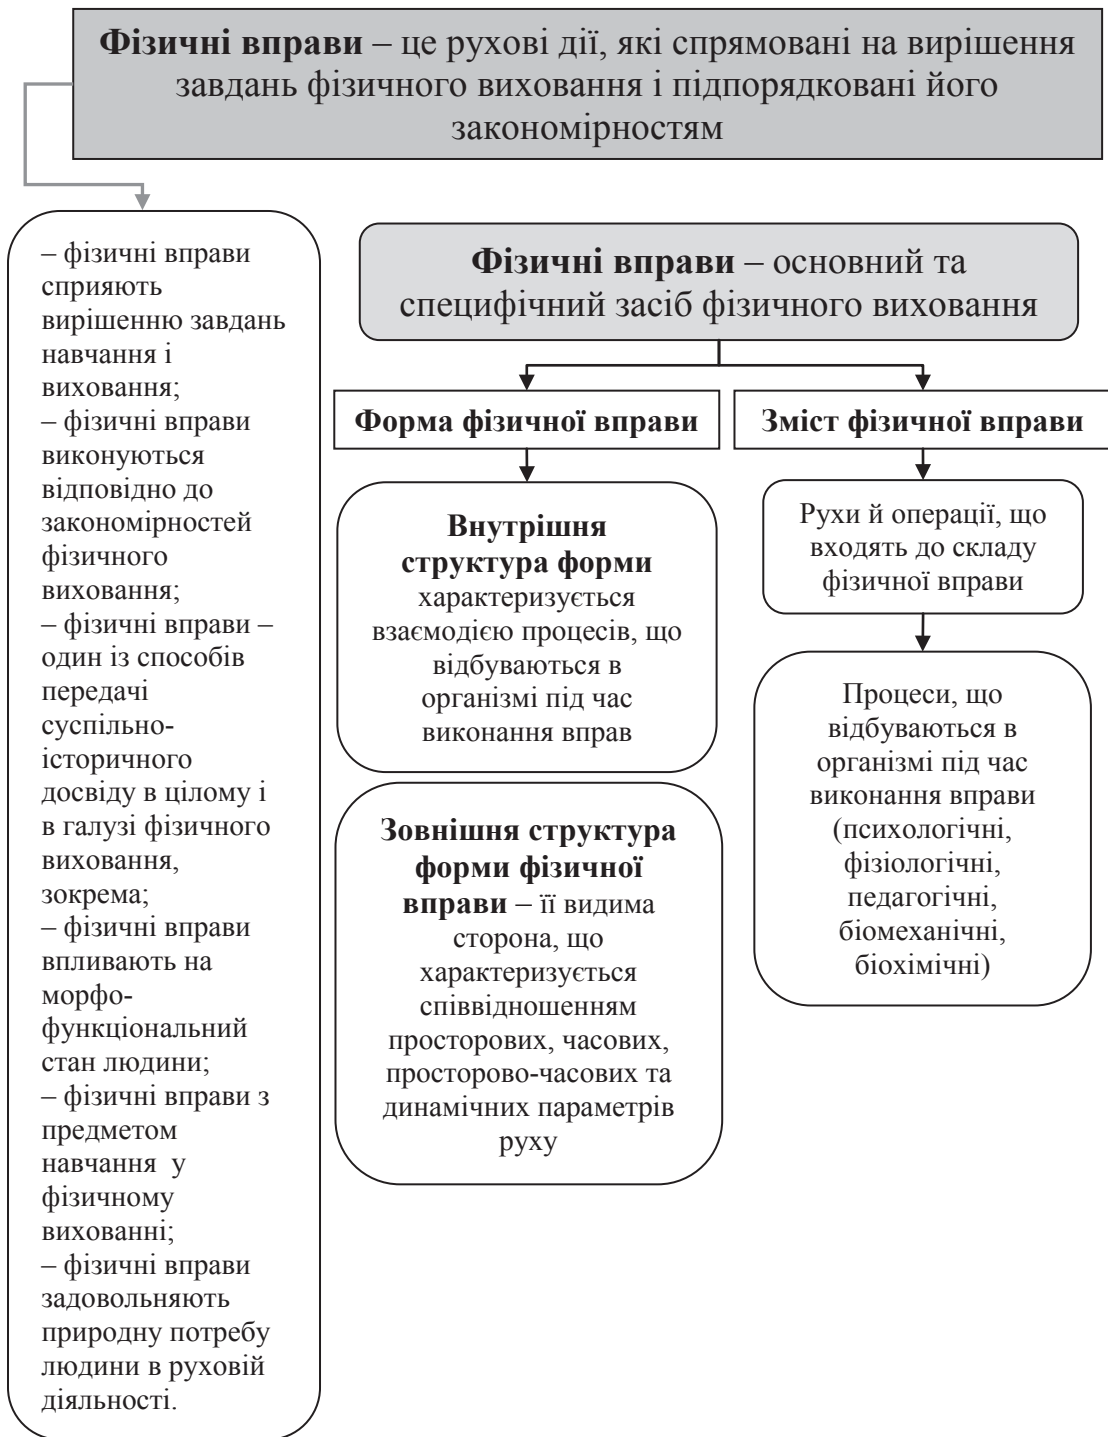 Фізичні вправи – це рухові дії, які спрямовані на вирішення
завдань фізичного виховання і підпорядковані його
закономірностям
– фізичні вправи
сприяють
вирішенню завдань
навчання і
виховання;
– фізичні вправи
виконуються
відповідно до
закономірностей
фізичного
виховання;
– фізичні вправи –
один із способів
передачі
суспільно-
історичного
досвіду в цілому і
в галузі фізичного
виховання,
зокрема;
– фізичні вправи
впливають на
морфо-
функціональний
стан людини;
– фізичні вправи з
предметом
навчання у
фізичному
вихованні;
– фізичні вправи
задовольняють
природну потребу
людини в руховій
діяльності.
Фізичні вправи – основний та
специфічний засіб фізичного виховання
Форма фізичної вправи
Внутрішня
структура форми
характеризується
взаємодією процесів, що
відбуваються в
організмі під час
виконання вправ
Зовнішня структура
форми фізичної
вправи – її видима
сторона, що
характеризується
співвідношенням
просторових, часових,
просторово-часових та
динамічних параметрів
руху
Зміст фізичної вправи
Рухи й операції, що
входять до складу
фізичної вправи
Процеси, що
відбуваються в
організмі під час
виконання вправи
(психологічні,
фізіологічні,
педагогічні,
біомеханічні,
біохімічні)